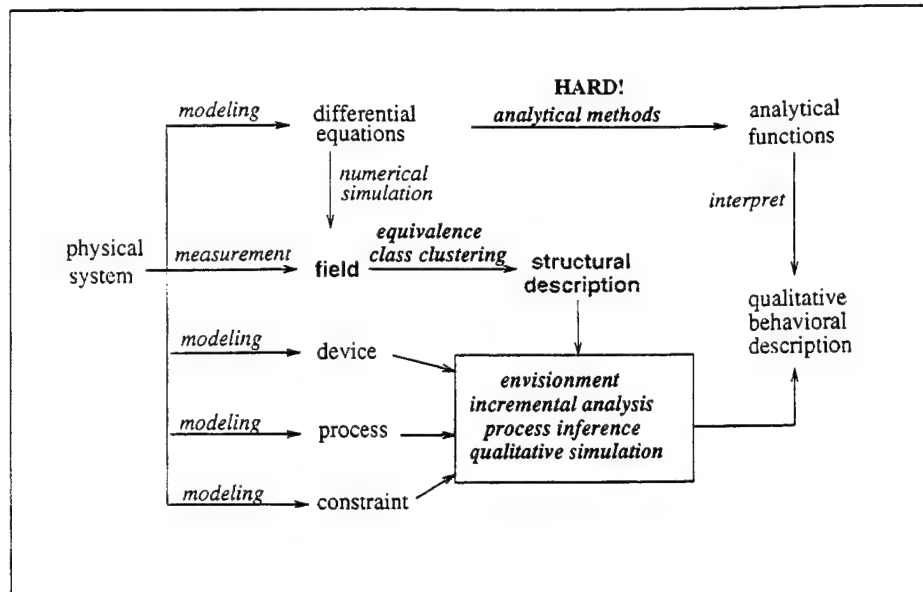 HARD!
modeling
differential
equations
analytical methods
analytical
functions
numerical
simulation
interpret
physical
system
measurement
field
equivalence
class clustering
structural
description
qualitative
behavioral
description
modeling
device
envisionment
incremental analysis
process inference
qualitative simulation
modeling
process
modeling
constraint